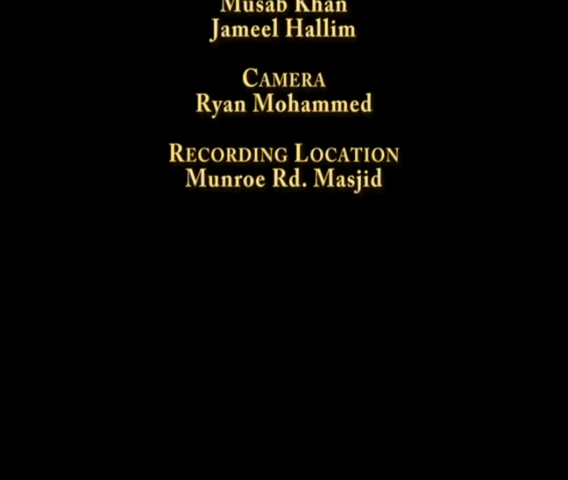 Musab Khan
Jameel Hallim
CAMERA
Ryan Mohammed
RECORDING LOCATION
Munroe Rd. Masjid